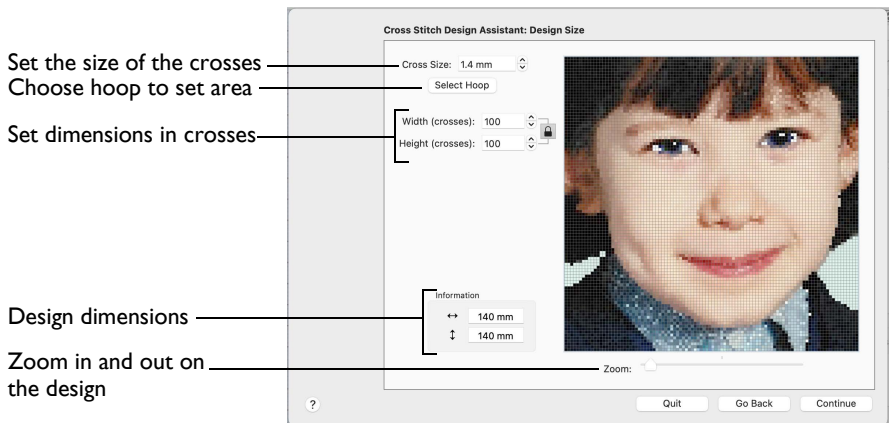 Cross Stitch Design Assistant: Design Size
Set the size of the crosses
Cross Size: 1.4 mm
Choose hoop to set area
Select Hoop
Set dimensions in crosses
Width (crosses): 100
Height (crosses): 100
Information
Design dimensions
140 mm
140 mm
Zoom in and out on
the design
Zoom:
?
Quit
Go Back
Continue